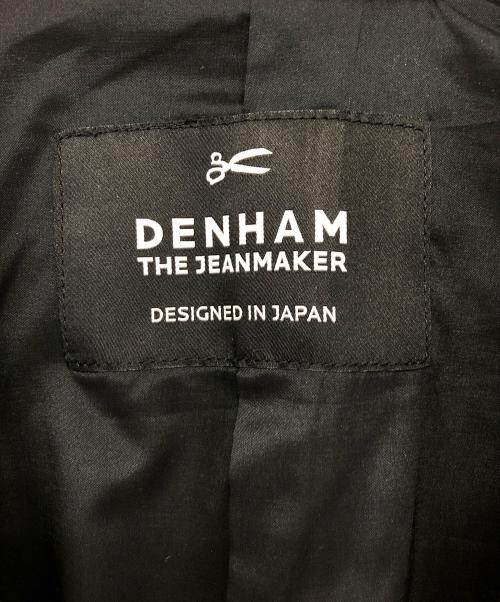 DENHAM
THE JEANMAKER
DESIGNED IN JAPAN